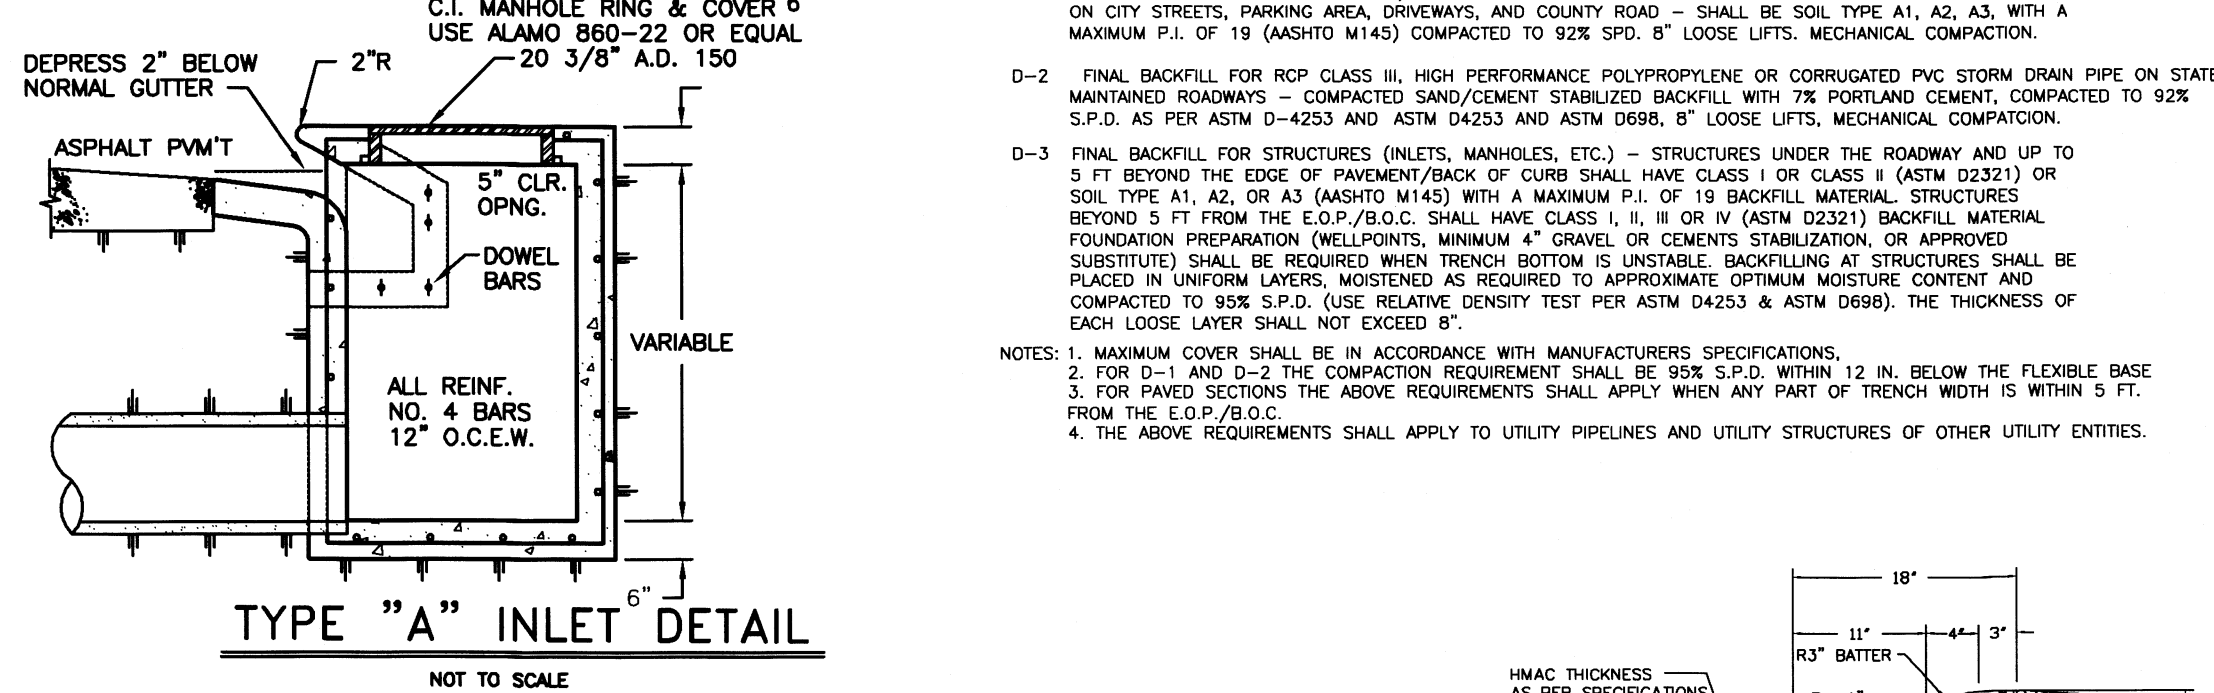 C.I. MANHOLE RING & COVER 6
USE ALAMO 860-22 OR EQUAL
20 3/8" A.D. 150
DEPRESS 2" BELOW
NORMAL GUTTER
2"R
ASPHALT PVM'T
5" CLR.
OPNG.
DOWEL
BARS
VARIABLE
ALL REINF.
NO. 4 BARS
12" O.C.E.W.
6"
TYPE "A" INLET DETAIL
NOT TO SCALE
ON CITY STREETS, PARKING AREA, DRIVEWAYS, AND COUNTY ROAD – SHALL BE SOIL TYPE A1, A2, A3, WITH A
MAXIMUM P.I. OF 19 (AASHTO M145) COMPACTED TO 92% SPD. 8" LOOSE LIFTS. MECHANICAL COMPACTION.
D-2 FINAL BACKFILL FOR RCP CLASS III, HIGH PERFORMANCE POLYPROPYLENE OR CORRUGATED PVC STORM DRAIN PIPE ON STATE
MAINTAINED ROADWAYS – COMPACTED SAND/CEMENT STABILIZED BACKFILL WITH 7% PORTLAND CEMENT, COMPACTED TO 92%
S.P.D. AS PER ASTM D-4253 AND ASTM D4253 AND ASTM D698, 8" LOOSE LIFTS, MECHANICAL COMPATCION.
D-3 FINAL BACKFILL FOR STRUCTURES (INLETS, MANHOLES, ETC.) – STRUCTURES UNDER THE ROADWAY AND UP TO
5 FT BEYOND THE EDGE OF PAVEMENT/BACK OF CURB SHALL HAVE CLASS I OR CLASS II (ASTM D2321) OR
SOIL TYPE A1, A2, OR A3 (AASHTO M145) WITH A MAXIMUM P.I. OF 19 BACKFILL MATERIAL. STRUCTURES
BEYOND 5 FT FROM THE E.O.P./B.O.C. SHALL HAVE CLASS I, II, III OR IV (ASTM D2321) BACKFILL MATERIAL
FOUNDATION PREPARATION (WELLPOINTS, MINIMUM 4" GRAVEL OR CEMENTS STABILIZATION, OR APPROVED
SUBSTITUTE) SHALL BE REQUIRED WHEN TRENCH BOTTOM IS UNSTABLE. BACKFILLING AT STRUCTURES SHALL BE
PLACED IN UNIFORM LAYERS, MOISTENED AS REQUIRED TO APPROXIMATE OPTIMUM MOISTURE CONTENT AND
COMPACTED TO 95% S.P.D. (USE RELATIVE DENSITY TEST PER ASTM D4253 & ASTM D698). THE THICKNESS OF
EACH LOOSE LAYER SHALL NOT EXCEED 8".
NOTES: 1. MAXIMUM COVER SHALL BE IN ACCORDANCE WITH MANUFACTURERS SPECIFICATIONS,
2. FOR D-1 AND D-2 THE COMPACTION REQUIREMENT SHALL BE 95% S.P.D. WITHIN 12 IN. BELOW THE FLEXIBLE BASE
3. FOR PAVED SECTIONS THE ABOVE REQUIREMENTS SHALL APPLY WHEN ANY PART OF TRENCH WIDTH IS WITHIN 5 FT.
FROM THE E.O.P./B.O.C.
4. THE ABOVE REQUIREMENTS SHALL APPLY TO UTILITY PIPELINES AND UTILITY STRUCTURES OF OTHER UTILITY ENTITIES.
18"
11" 4" 3"
R3" BATTER
HMAC THICKNESS
AS PER SPECIFICATIONS